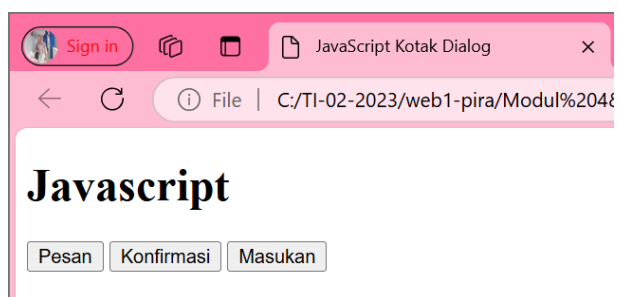 Sign in
JavaScript Kotak Dialog
File
C:/TI-02-2023/web1-pira/Modul%204&
Javascript
Pesan Konfirmasi Masukan